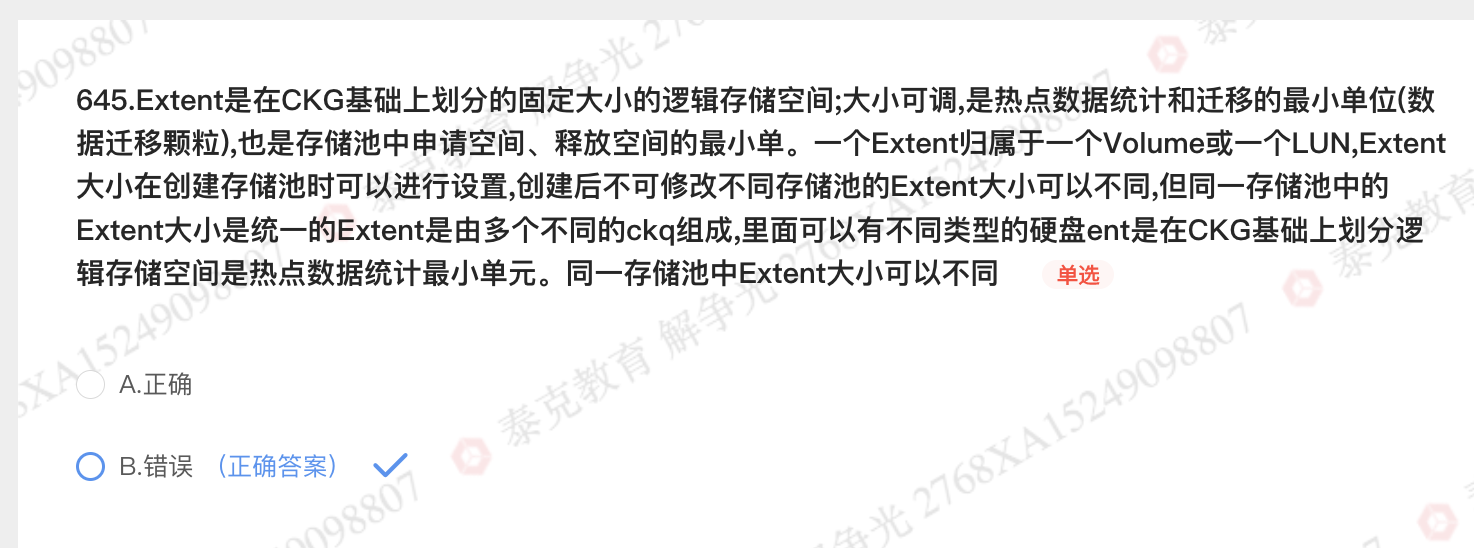 645.Extent是在CKG基础上划分的固定大小的逻辑存储空间;大小可调,是热点数据统计和迁移的最小单位(数
据迁移颗粒),也是存储池中申请空间、释放空间的最小单。一个Extent归属于一个Volume或一个LUN,Extent
大小在创建存储池时可以进行设置,创建后不可修改不同存储池的Extent大小可以不同,但同一存储池中的
Extent大小是统一的Extent是由多个不同的ckq组成,里面可以有不同类型的硬盘ent是在CKG基础上划分逻
辑存储空间是热点数据统计最小单元。同一存储池中Extent大小可以不同 单选
A.正确
B.错误 (正确答案)
泰克教育 解争光 2768XA15249098807